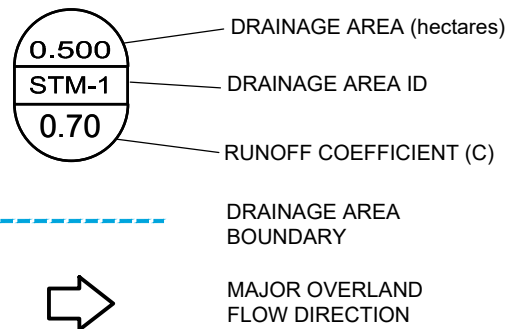 0.500
STM-1
0.70
DRAINAGE AREA (hectares)
DRAINAGE AREA ID
RUNOFF COEFFICIENT (C)
DRAINAGE AREA
BOUNDARY
MAJOR OVERLAND
FLOW DIRECTION